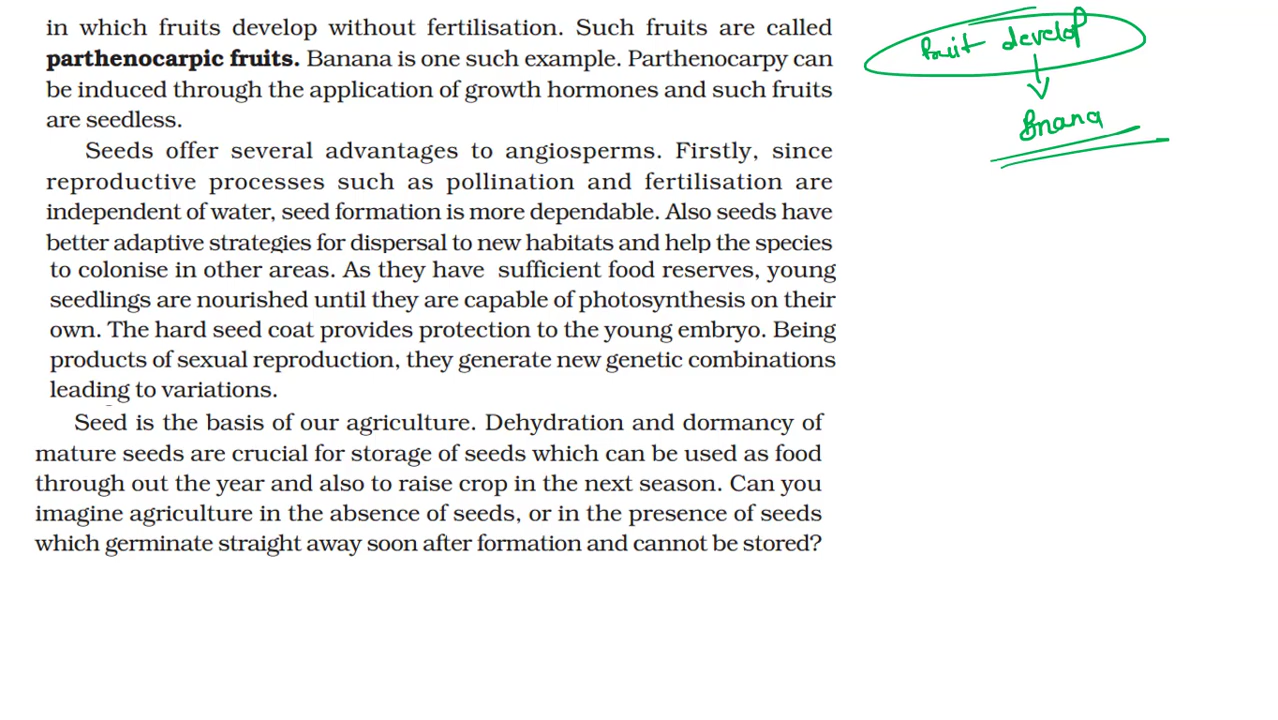 in which fruits develop without fertilisation. Such fruits are called
parthenocarpic fruits. Banana is one such example. Parthenocarpy can
be induced through the application of growth hormones and such fruits
are seedless.
Seeds offer several advantages to angiosperms. Firstly, since
reproductive processes such as pollination and fertilisation are
independent of water, seed formation is more dependable. Also seeds have
better adaptive strategies for dispersal to new habitats and help the species
to colonise in other areas. As they have sufficient food reserves, young
seedlings are nourished until they are capable of photosynthesis on their
own. The hard seed coat provides protection to the young embryo. Being
products of sexual reproduction, they generate new genetic combinations
leading to variations.
Seed is the basis of our agriculture. Dehydration and dormancy of
mature seeds are crucial for storage of seeds which can be used as food
through out the year and also to raise crop in the next season. Can you
imagine agriculture in the absence of seeds, or in the presence of seeds
which germinate straight away soon after formation and cannot be stored?
fruit develop
Bnana